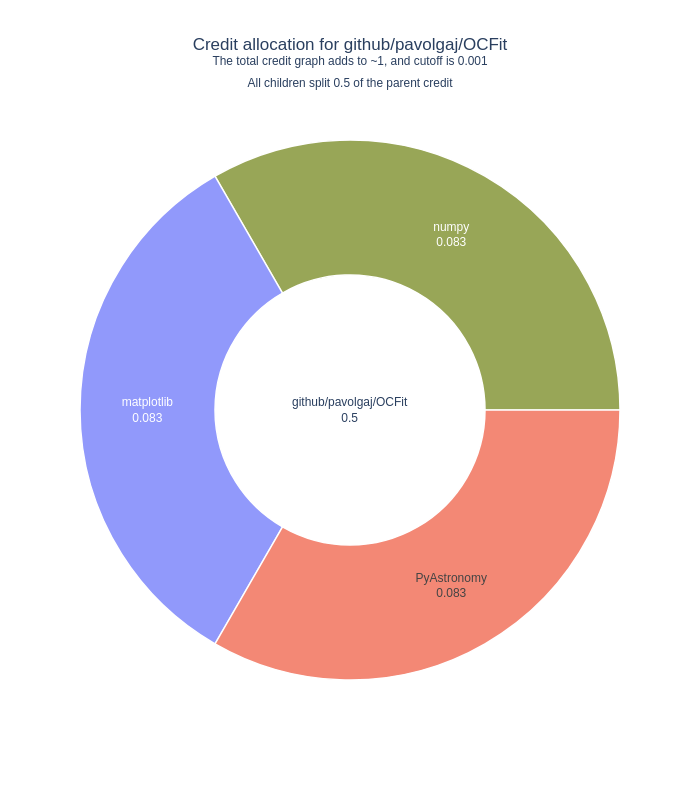 Credit allocation for github/pavolgaj/OCFit
The total credit graph adds to ~1, and cutoff is 0.001
All children split 0.5 of the parent credit
numpy
0.083
matplotlib
0.083
github/pavolgaj/OCFit
0.5
PyAstronomy
0.083